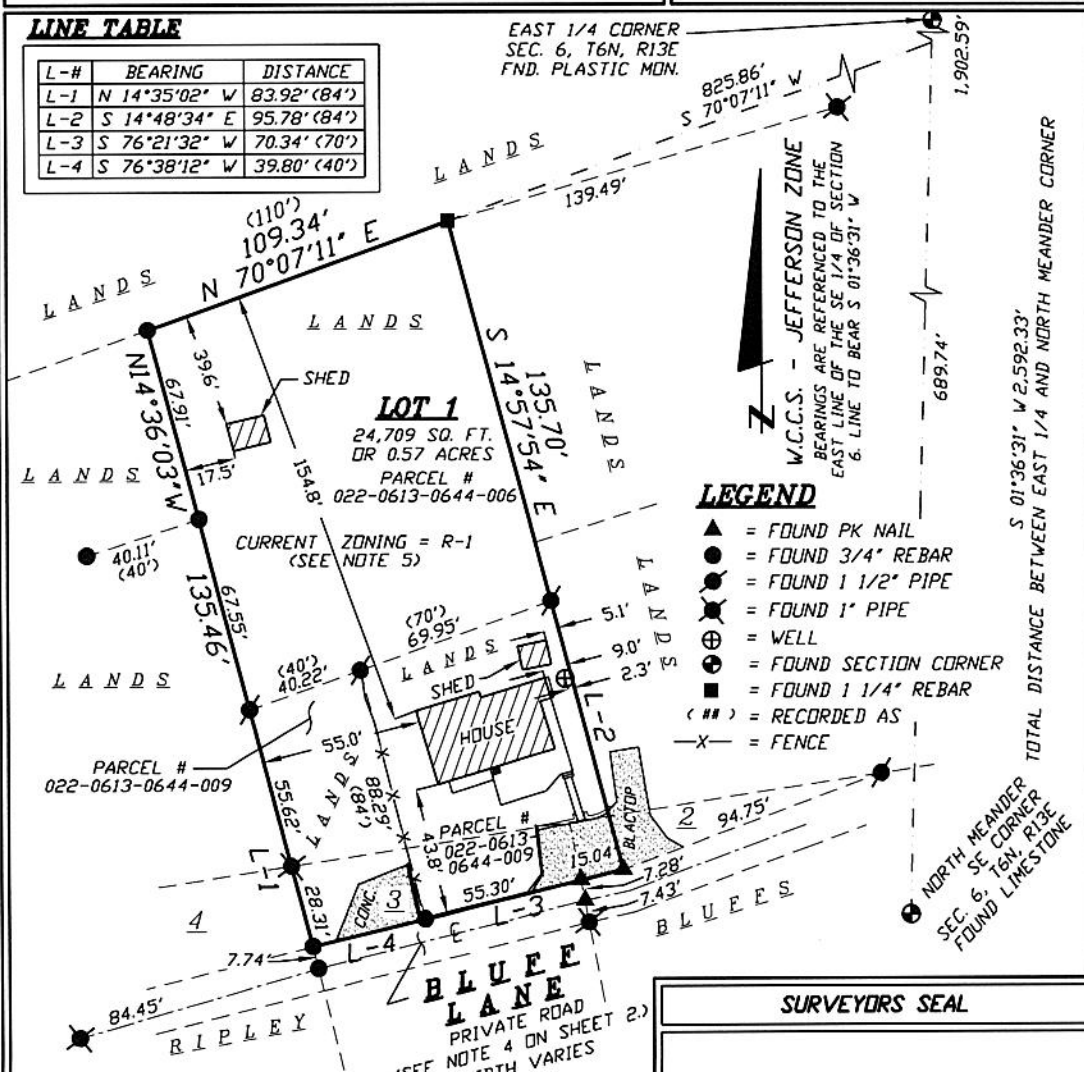 LINE TABLE
L-# BEARING DISTANCE
L-1 N 14°35'02" W 83.92' (84')
L-2 S 14°48'34" E 95.78' (84')
L-3 S 76°21'32" W 70.34' (70')
L-4 S 76°38'12" W 39.80' (40')
EAST 1/4 CORNER
SEC. 6, T6N, R13E
FND. PLASTIC MON.
825.86'
S 70°07'11" W
1,902.59'
139.49'
LANDS
(110')
109.34'
N 70°07'11" E
LANDS
LANDS
W.C.C.S. - JEFFERSON ZONE
BEARINGS ARE REFERENCED TO THE
EAST LINE OF THE SE 1/4 OF SECTION
6. LINE TO BEAR S 01°36'31" W
N
689.74'
S 01°36'31" W 2,592.33'
TOTAL DISTANCE BETWEEN EAST 1/4 AND NORTH MEANDER CORNER
39.6'
SHED
67.91'
N14°36'03"W
135.46'
17.5'
154.8'
LOT 1
24,709 SQ. FT.
OR 0.57 ACRES
PARCEL #
022-0613-0644-006
135.70'
S 14°57'54" E
LANDS
LANDS
40.11'
(40')
CURRENT ZONING = R-1
(SEE NOTE 5)
67.55'
LEGEND
= FOUND PK NAIL
= FOUND 3/4" REBAR
= FOUND 1 1/2" PIPE
= FOUND 1" PIPE
= WELL
= FOUND SECTION CORNER
= FOUND 1 1/4" REBAR
(##) = RECORDED AS
—X— = FENCE
LANDS
(70')
69.95'
5.1'
9.0'
2.3'
LANDS
(40')
40.22'
LANDS
SHED
HOUSE
L-2
PARCEL #
022-0613-0644-009
55.0'
LANDS
88.29'
(84')
55.62'
43.8'
PARCEL #
022-0613-
0644-009
BLACTOP
2
94.75'
15.04'
7.28'
7.43'
L-1
28.31'
4
CONC.
3
55.30'
L-3
L-4
℄
7.74'
84.45'
RIPLEY
BLUFFS
BLUFF
LANE
PRIVATE ROAD
(SEE NOTE 4 ON SHEET 2.)
VARIES
NORTH MEANDER
SE CORNER
SEC. 6, T6N, R13E
FOUND LIMESTONE
SURVEYORS SEAL